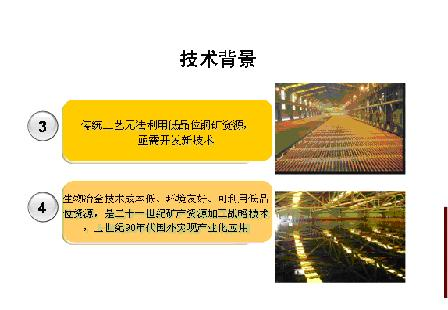 技术背景
3
传统工艺无法利用低品位铜矿资源，
亟需开发新技术
4
生物冶金技术成本低、环境友好、可利用低品
位资源，是二十一世纪矿产资源加工战略技术
，上世纪90年代国外实现产业化应用